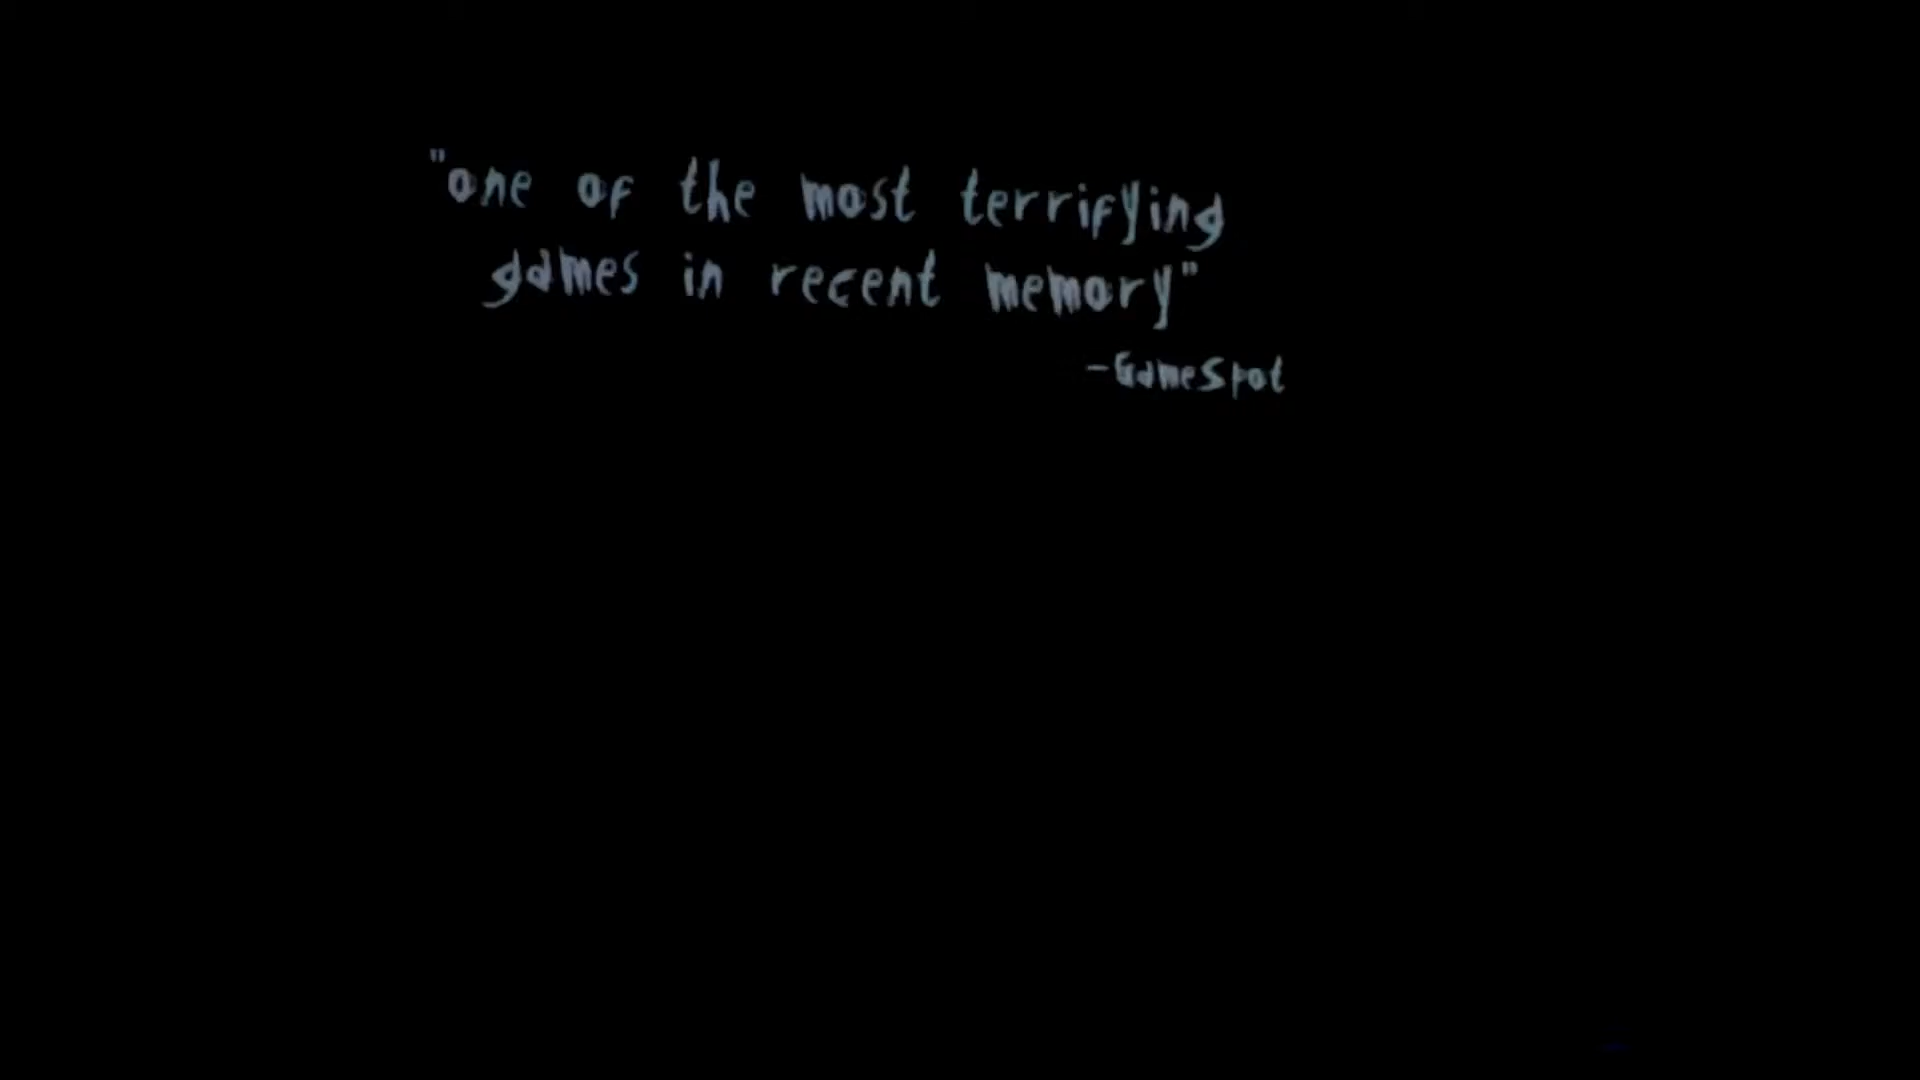 "one of the most terrifying
games in recent memory"
-GameSpot